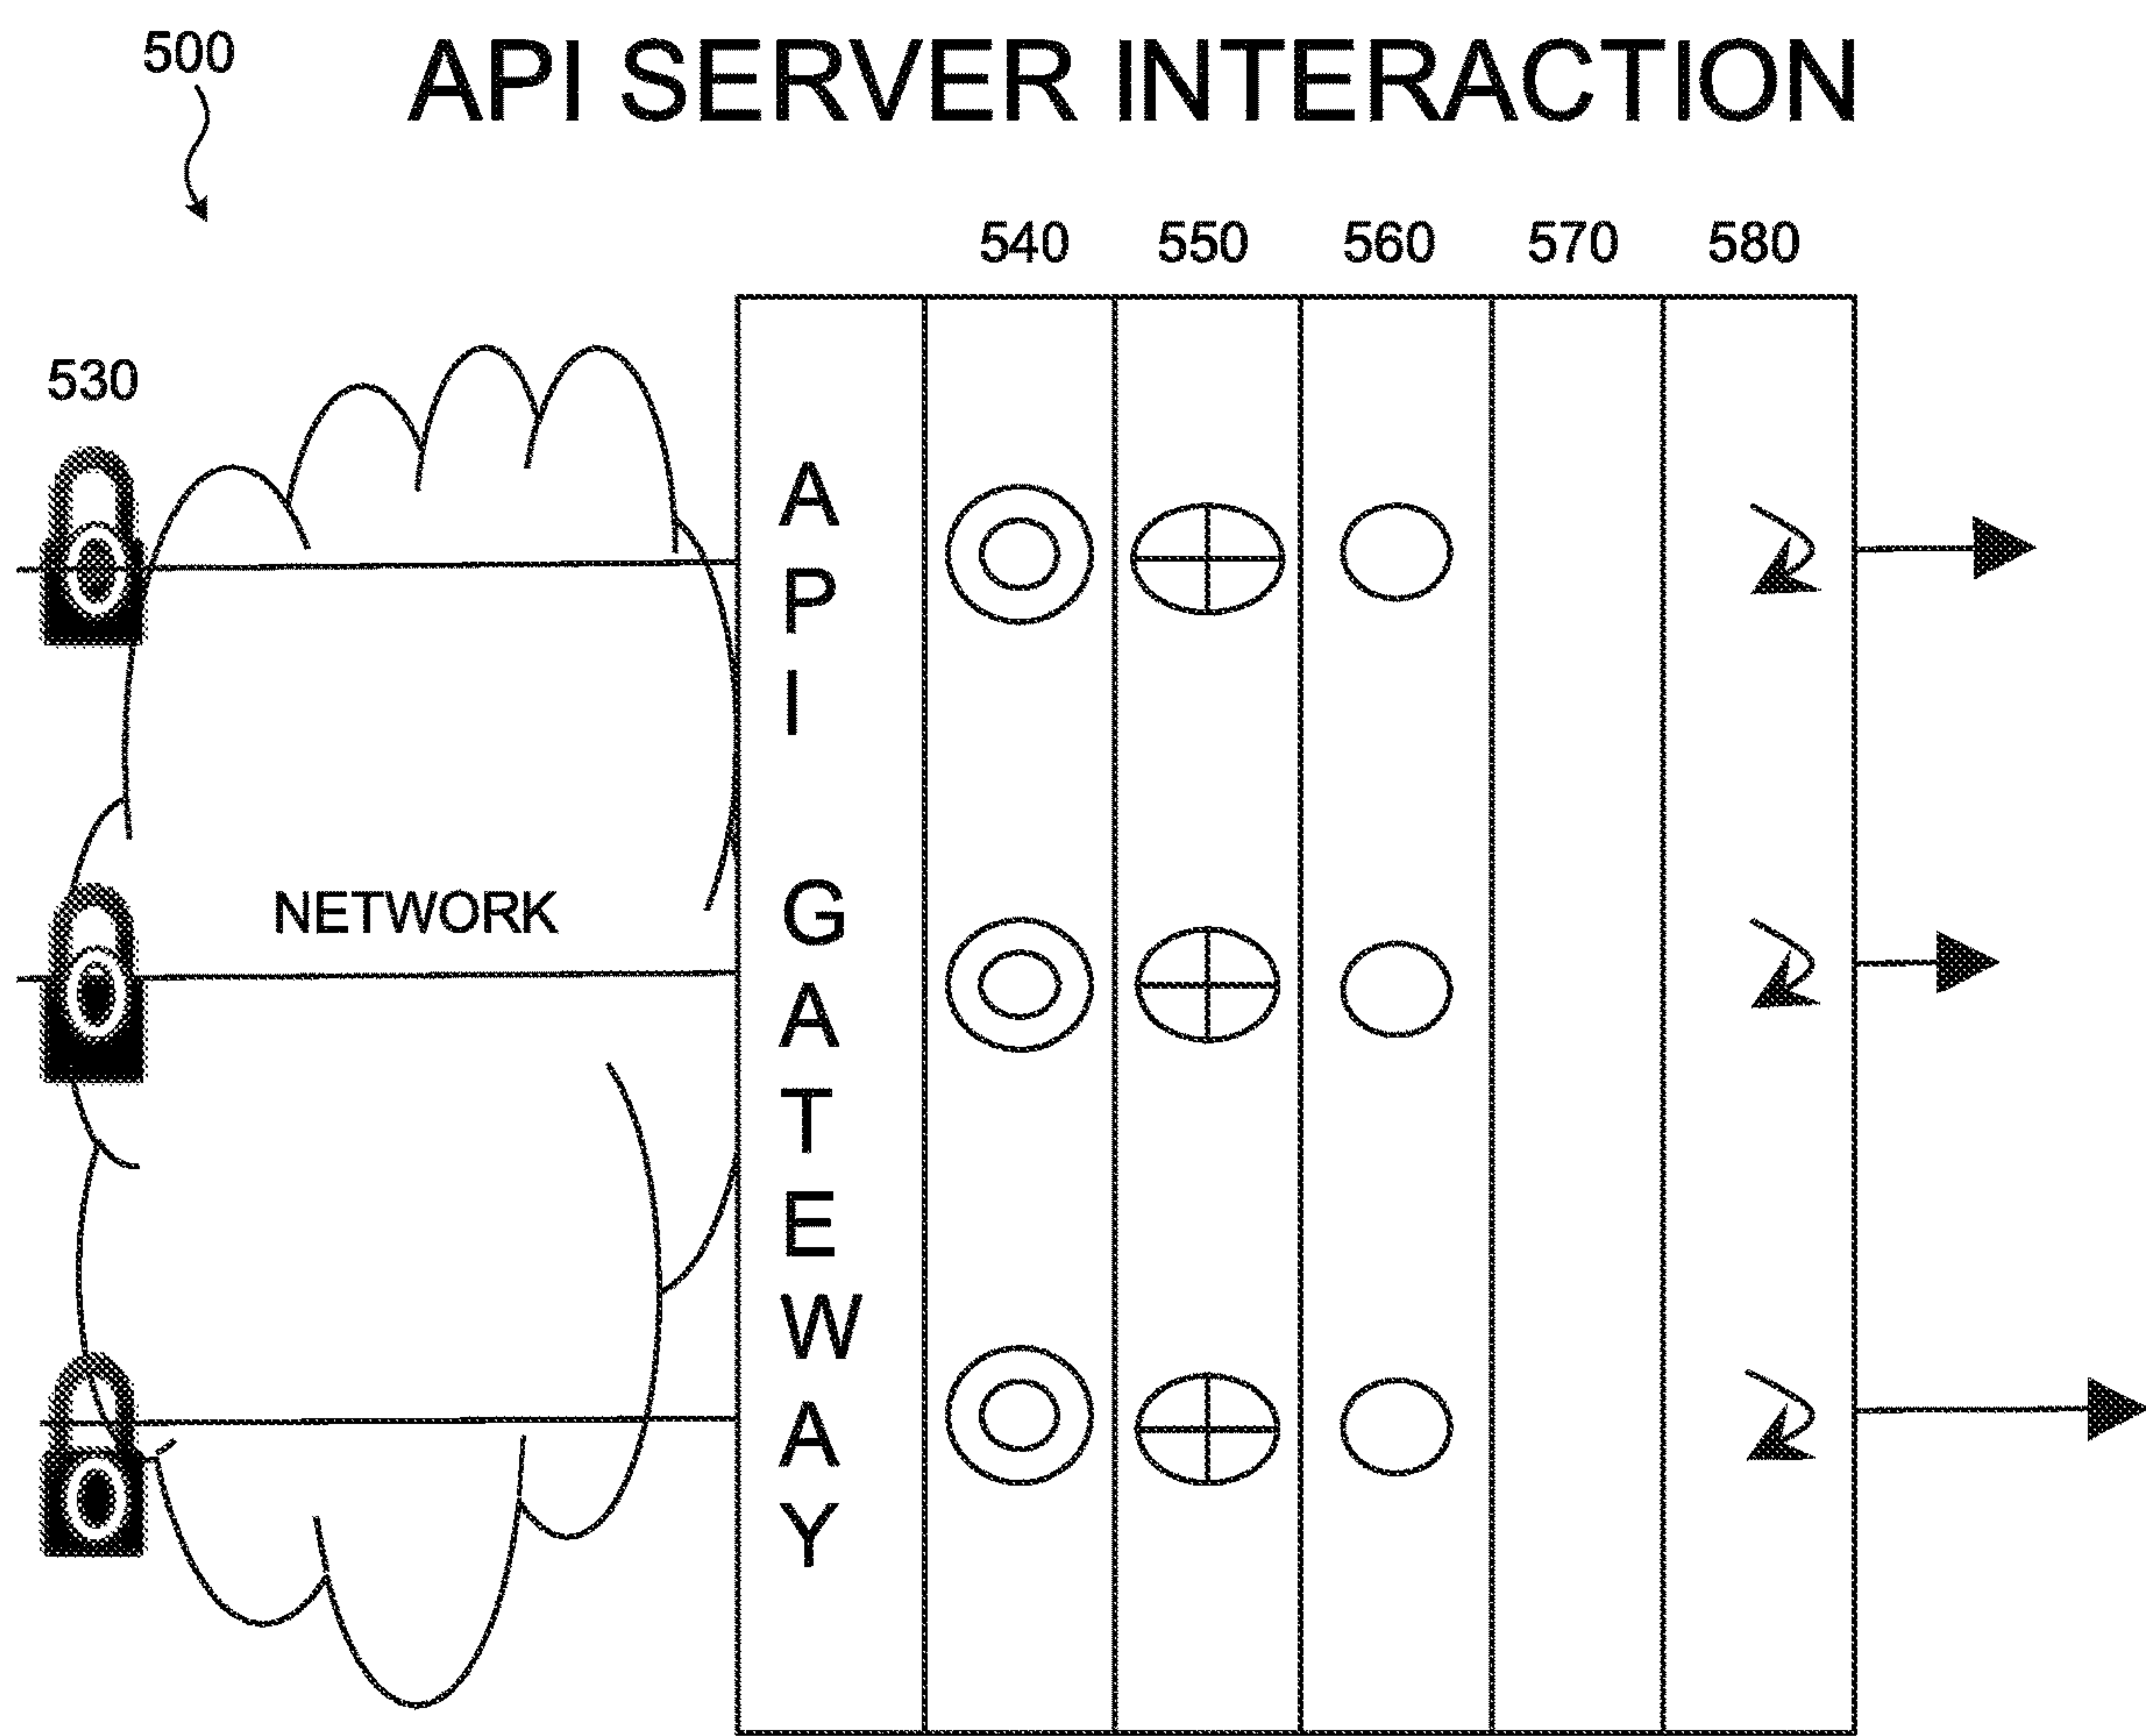 500
API SERVER INTERACTION
540 550 560 570 580
530
API GATEWAY
NETWORK